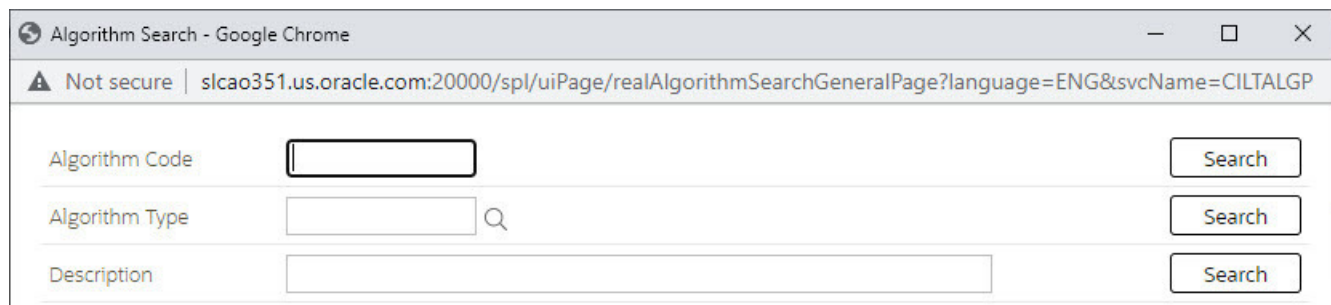 Algorithm Search - Google Chrome
Not secure | slcao351.us.oracle.com:20000/spl/uiPage/realAlgorithmSearchGeneralPage?language=ENG&svcName=CILTALGP
Algorithm Code Search
Algorithm Type Search
Description Search